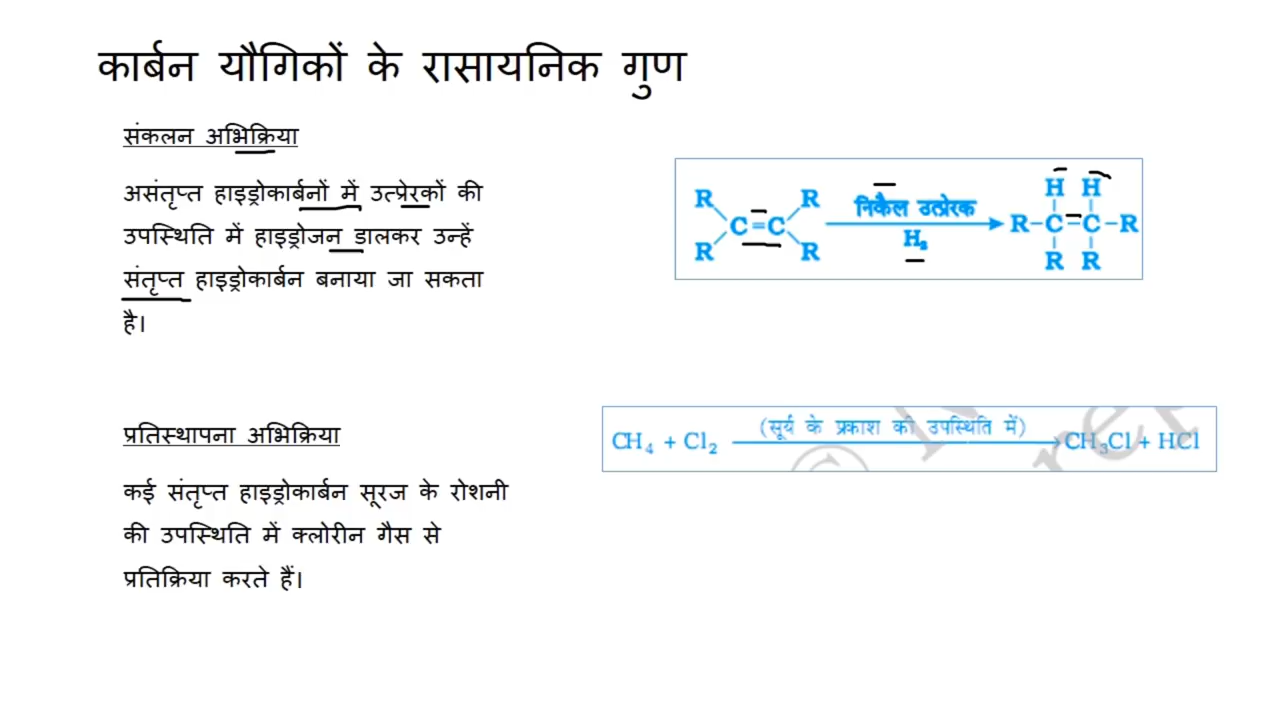 कार्बन यौगिकों के रासायनिक गुण
संकलन अभिक्रिया
असंतृप्त हाइड्रोकार्बनों में उत्प्रेरकों की
उपस्थिति में हाइड्रोजन डालकर उन्हें
संतृप्त हाइड्रोकार्बन बनाया जा सकता
है।
R R H H
निकैल उत्प्रेरक
C=C R-C-C-R
H₂
R R R R
प्रतिस्थापना अभिक्रिया
(सूर्य के प्रकाश की उपस्थिति में)
CH₄ + Cl₂ → CH₃Cl + HCl
कई संतृप्त हाइड्रोकार्बन सूरज के रोशनी
की उपस्थिति में क्लोरीन गैस से
प्रतिक्रिया करते हैं।